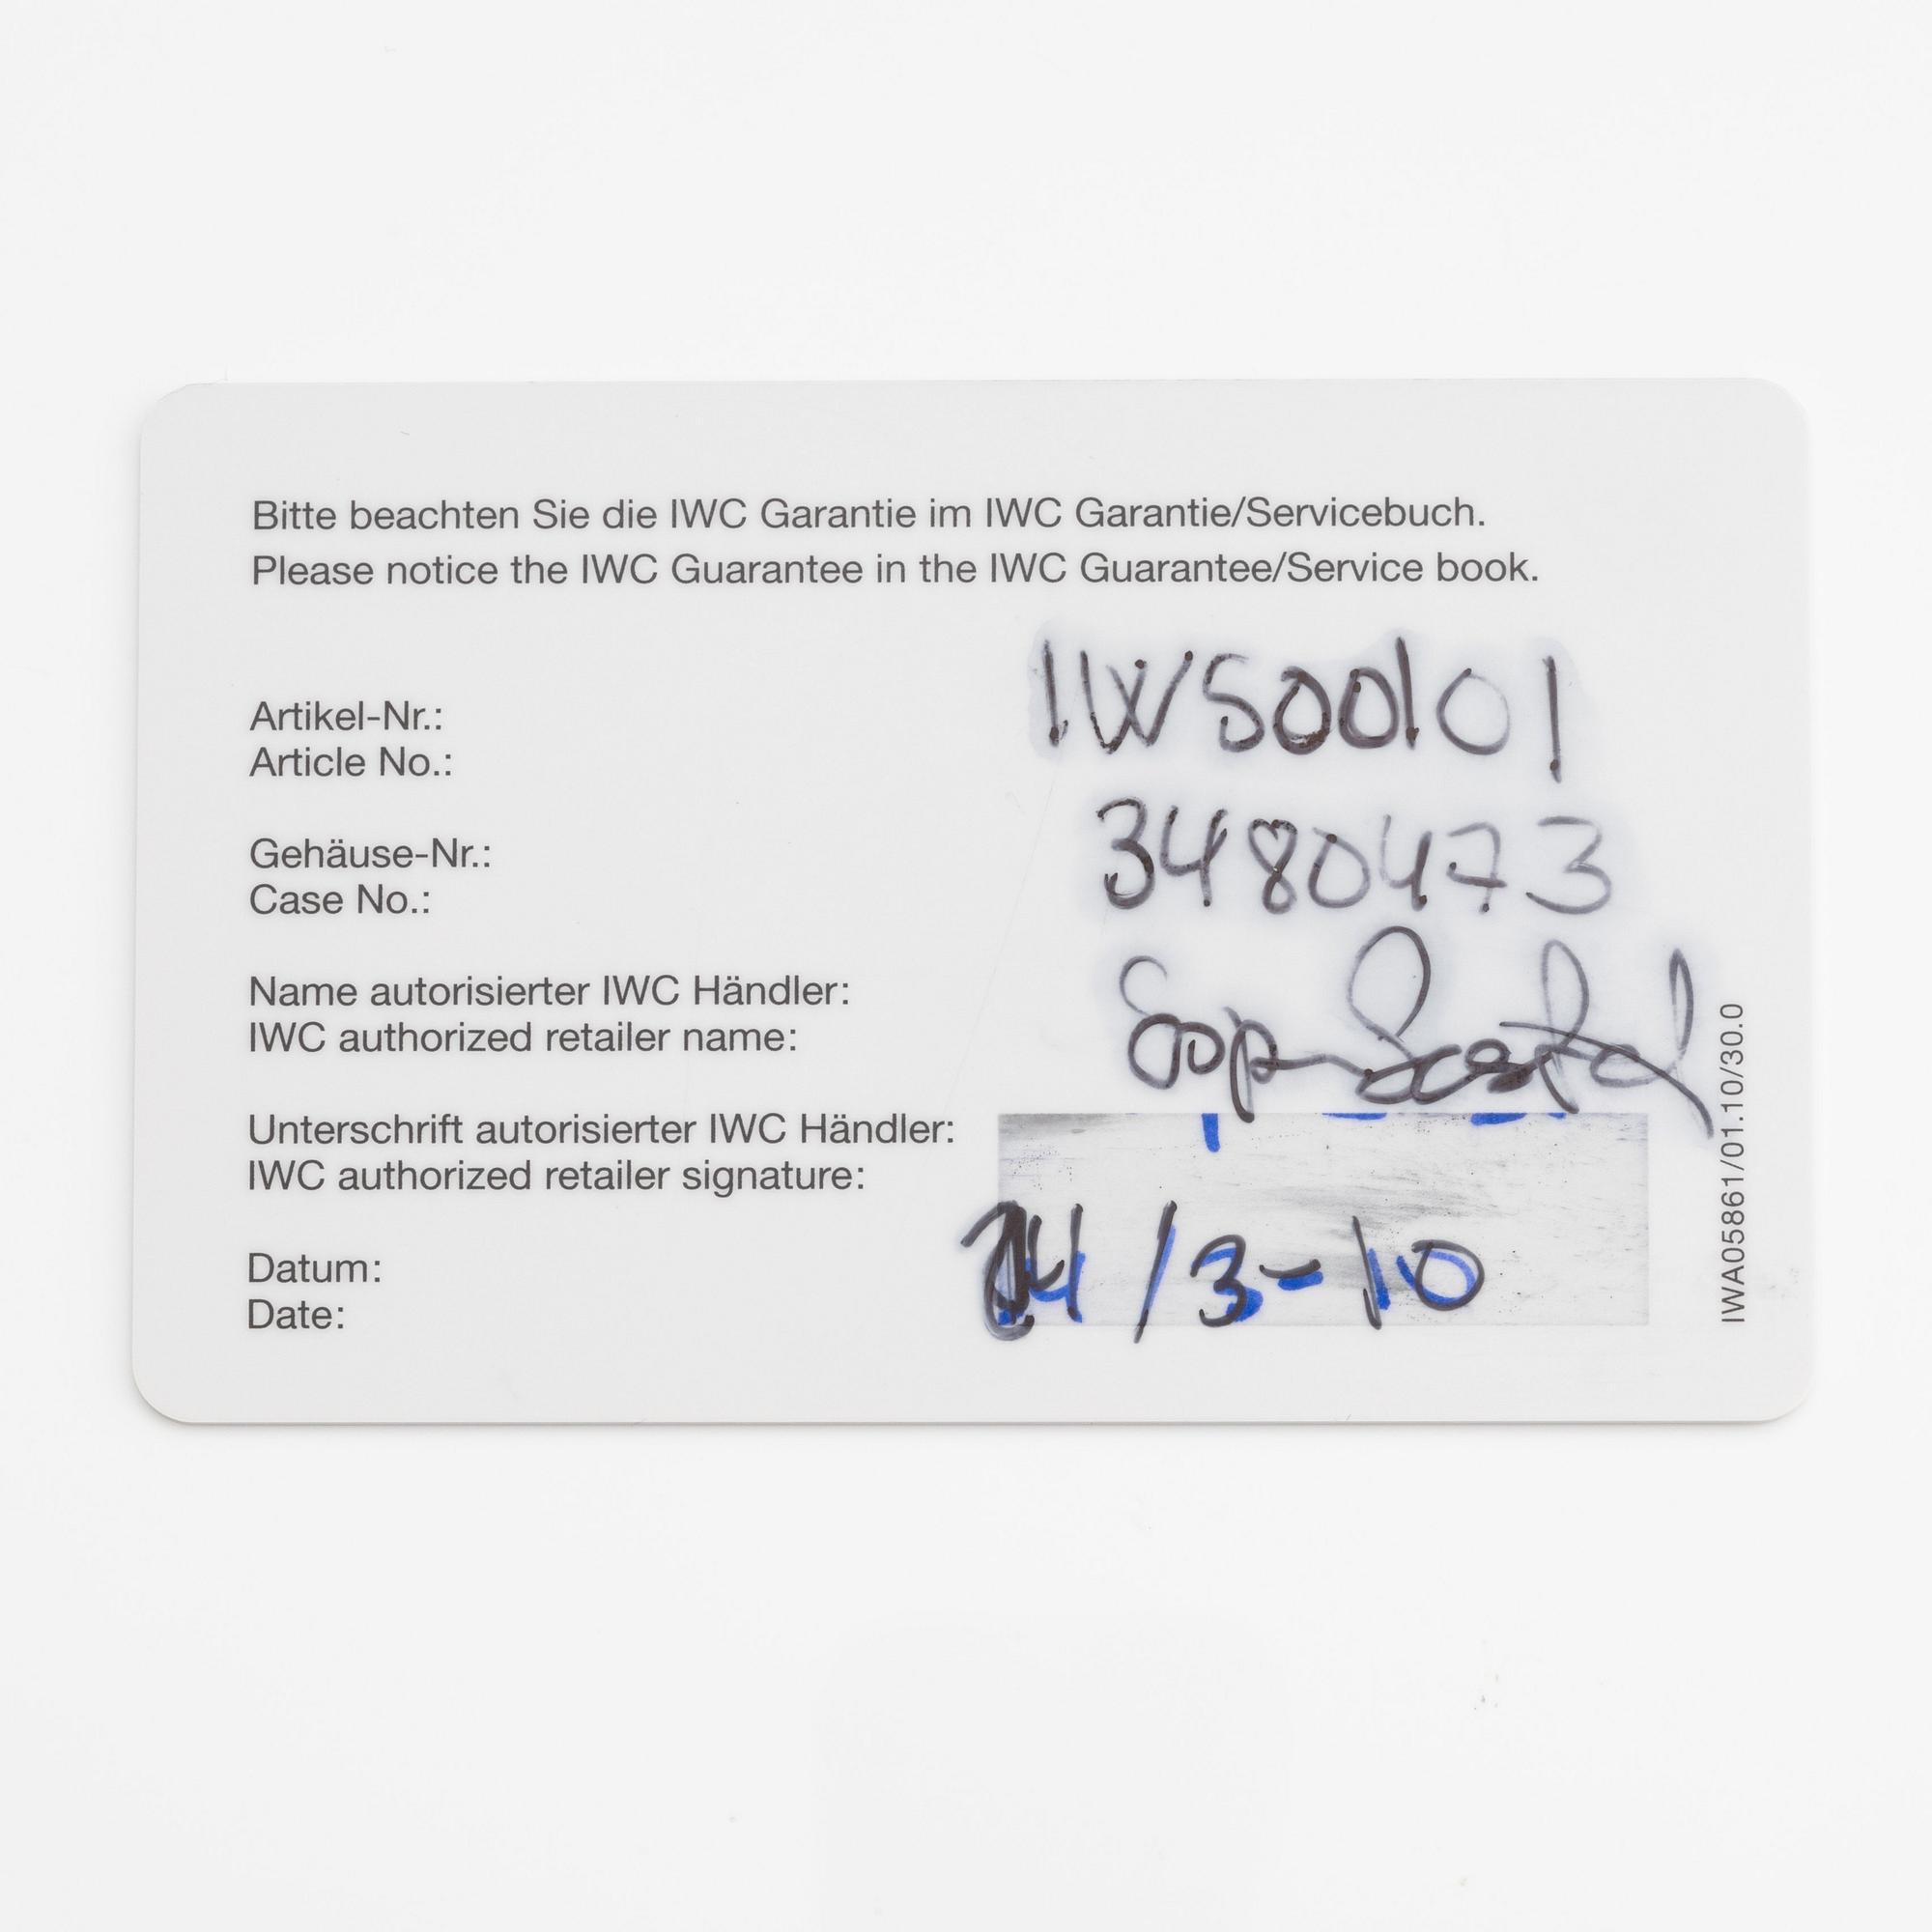 Bitte beachten Sie die IWC Garantie im IWC Garantie/Servicebuch.
Please notice the IWC Guarantee in the IWC Guarantee/Service book.
Artikel-Nr.:
Article No.:
IW500101
Gehäuse-Nr.:
Case No.:
3480473
Name autorisierter IWC Händler:
IWC authorized retailer name:
Unterschrift autorisierter IWC Händler:
IWC authorized retailer signature:
Datum:
Date:
/3-10
IWA05861/01.10/30.0